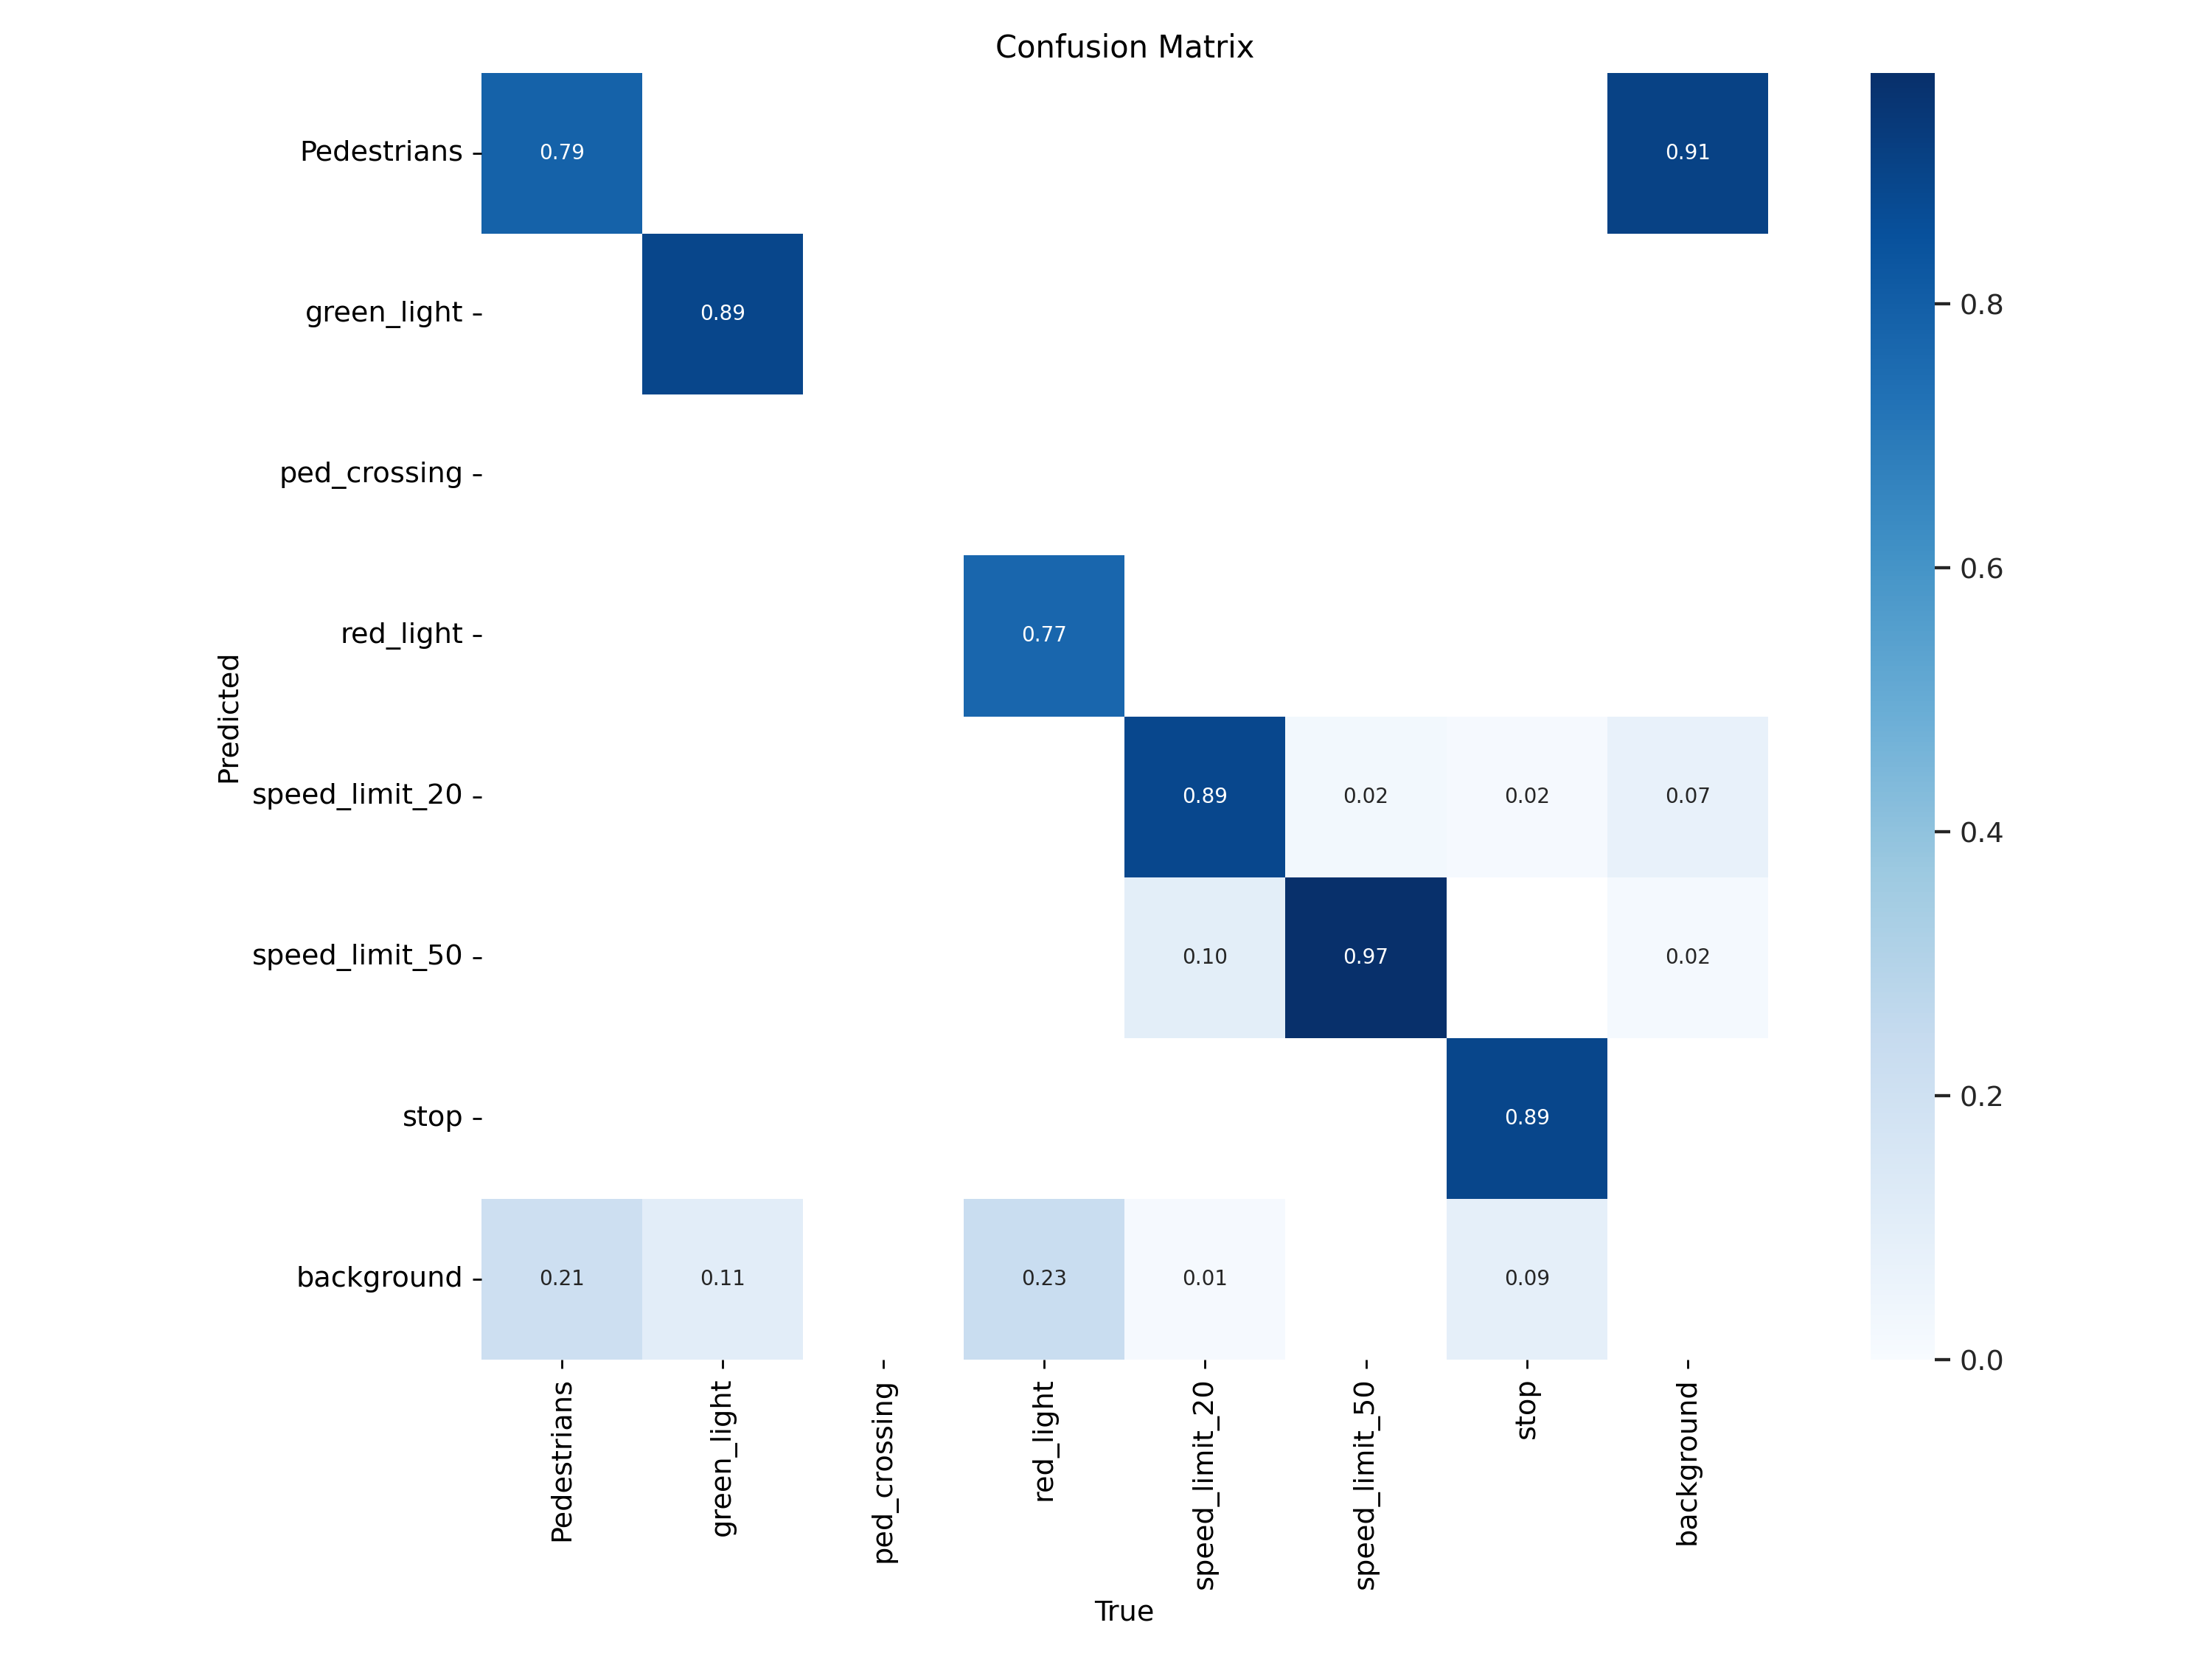 Confusion Matrix
Pedestrians 0.79 0.91
green_light 0.89
ped_crossing
red_light 0.77
speed_limit_20 0.89 0.02 0.02 0.07
speed_limit_50 0.10 0.97 0.02
stop 0.89
background 0.21 0.11 0.23 0.01 0.09
Predicted
Pedestrians green_light ped_crossing red_light speed_limit_20 speed_limit_50 stop background
True
0.8
0.6
0.4
0.2
0.0